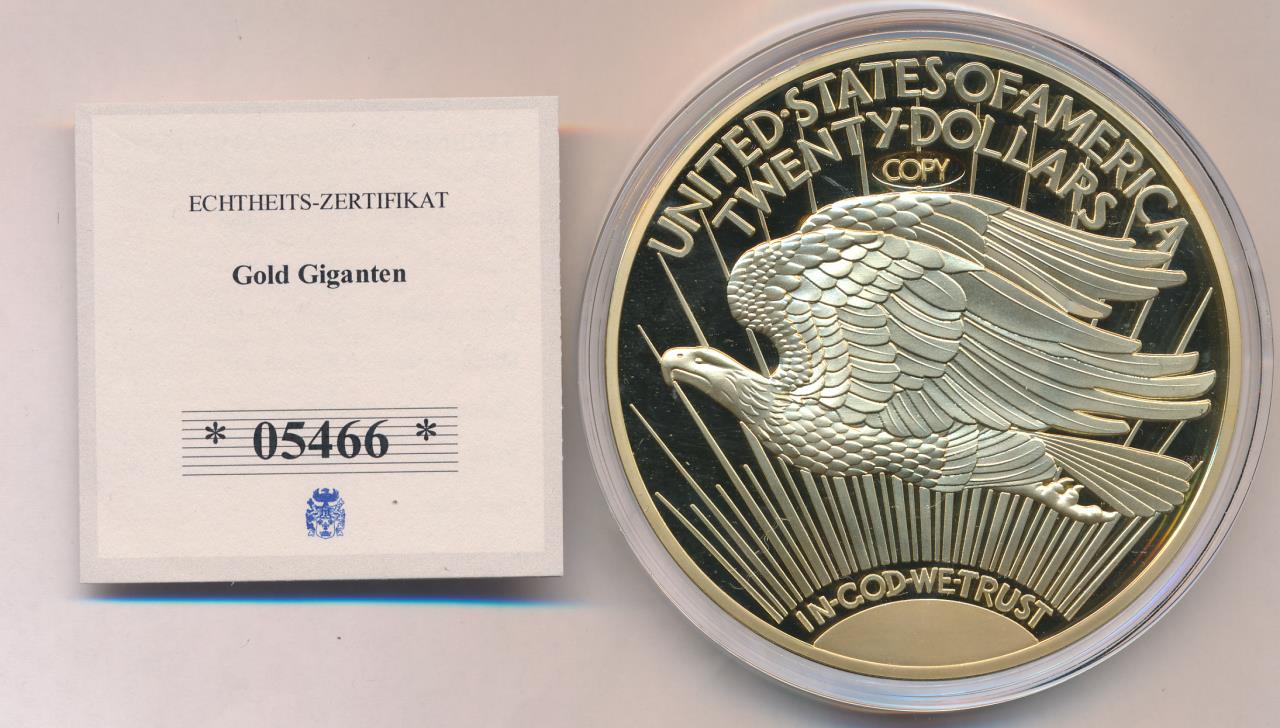 ECHTHEITS-ZERTIFIKAT
Gold Giganten
* 05466 *
UNITED·STATES·OF·AMERICA
TWENTY·DOLLARS
COPY
IN·GOD·WE·TRUST